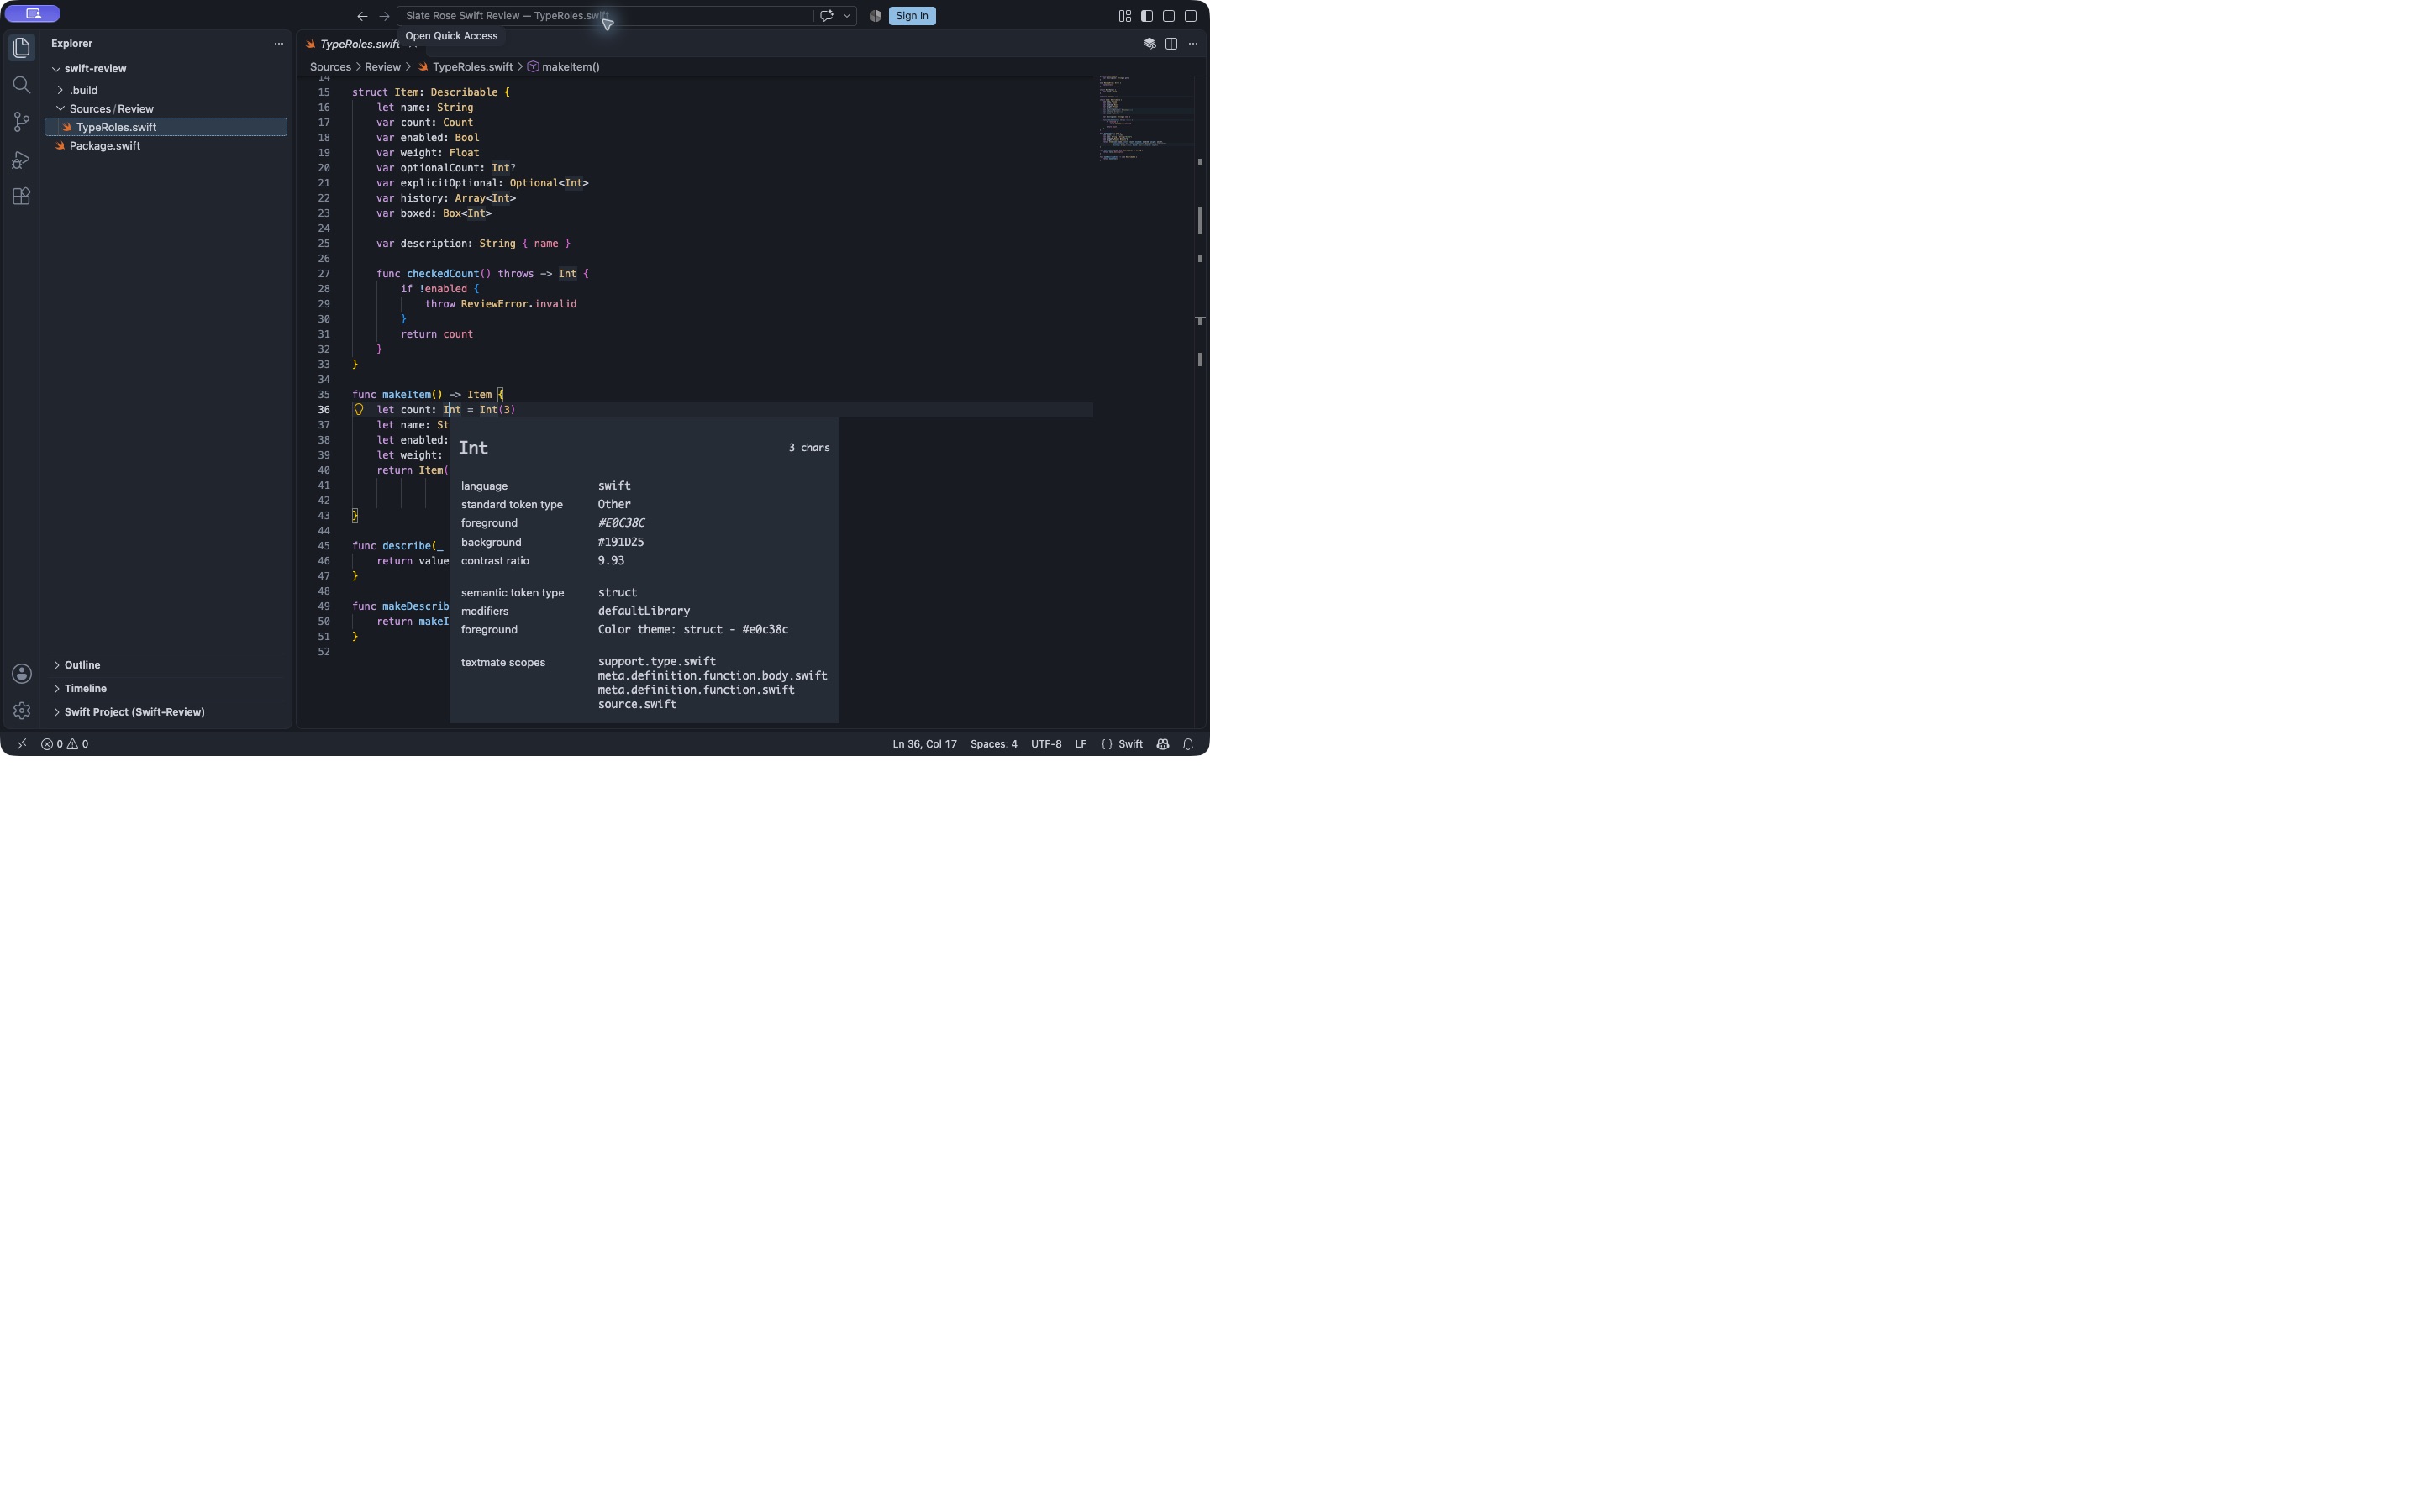 Slate Rose Swift Review — TypeRoles.swift
Sign In
Open Quick Access
Explorer
swift-review
.build
Sources / Review
TypeRoles.swift
Package.swift
Outline
Timeline
Swift Project (Swift-Review)
TypeRoles.swift
Sources > Review > TypeRoles.swift > makeItem()
14
15 struct Item: Describable {
16 let name: String
17 var count: Count
18 var enabled: Bool
19 var weight: Float
20 var optionalCount: Int?
21 var explicitOptional: Optional<Int>
22 var history: Array<Int>
23 var boxed: Box<Int>
24
25 var description: String { name }
26
27 func checkedCount() throws -> Int {
28 if !enabled {
29 throw ReviewError.invalid
30 }
31 return count
32 }
33 }
34
35 func makeItem() -> Item {
36 let count: Int = Int(3)
37 let name: St
38 let enabled:
39 let weight:
40 return Item(
41
42
43 }
44
45 func describe(_
46 return value
47 }
48
49 func makeDescrib
50 return makeI
51 }
52
Int 3 chars
language swift
standard token type Other
foreground #E0C38C
background #191D25
contrast ratio 9.93
semantic token type struct
modifiers defaultLibrary
foreground Color theme: struct - #e0c38c
textmate scopes support.type.swift
meta.definition.function.body.swift
meta.definition.function.swift
source.swift
0 0
Ln 36, Col 17 Spaces: 4 UTF-8 LF { } Swift